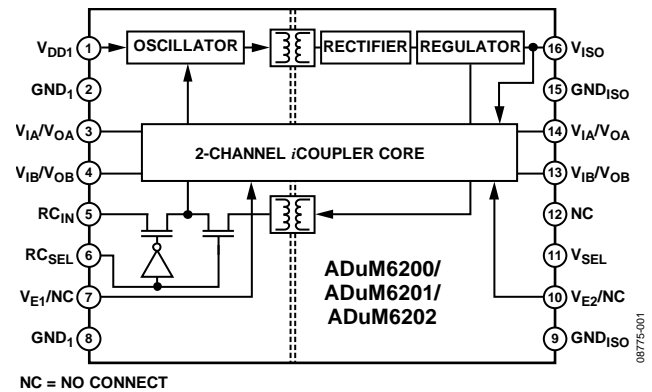 OSCILLATOR
RECTIFIER
REGULATOR
VDD1 1
GND1 2
VIA/VOA 3
VIB/VOB 4
RCIN 5
RCSEL 6
VE1/NC 7
GND1 8
2-CHANNEL iCOUPLER CORE
ADuM6200/
ADuM6201/
ADuM6202
16 VISO
15 GNDISO
14 VIA/VOA
13 VIB/VOB
12 NC
11 VSEL
10 VE2/NC
9 GNDISO
NC = NO CONNECT
08775-001